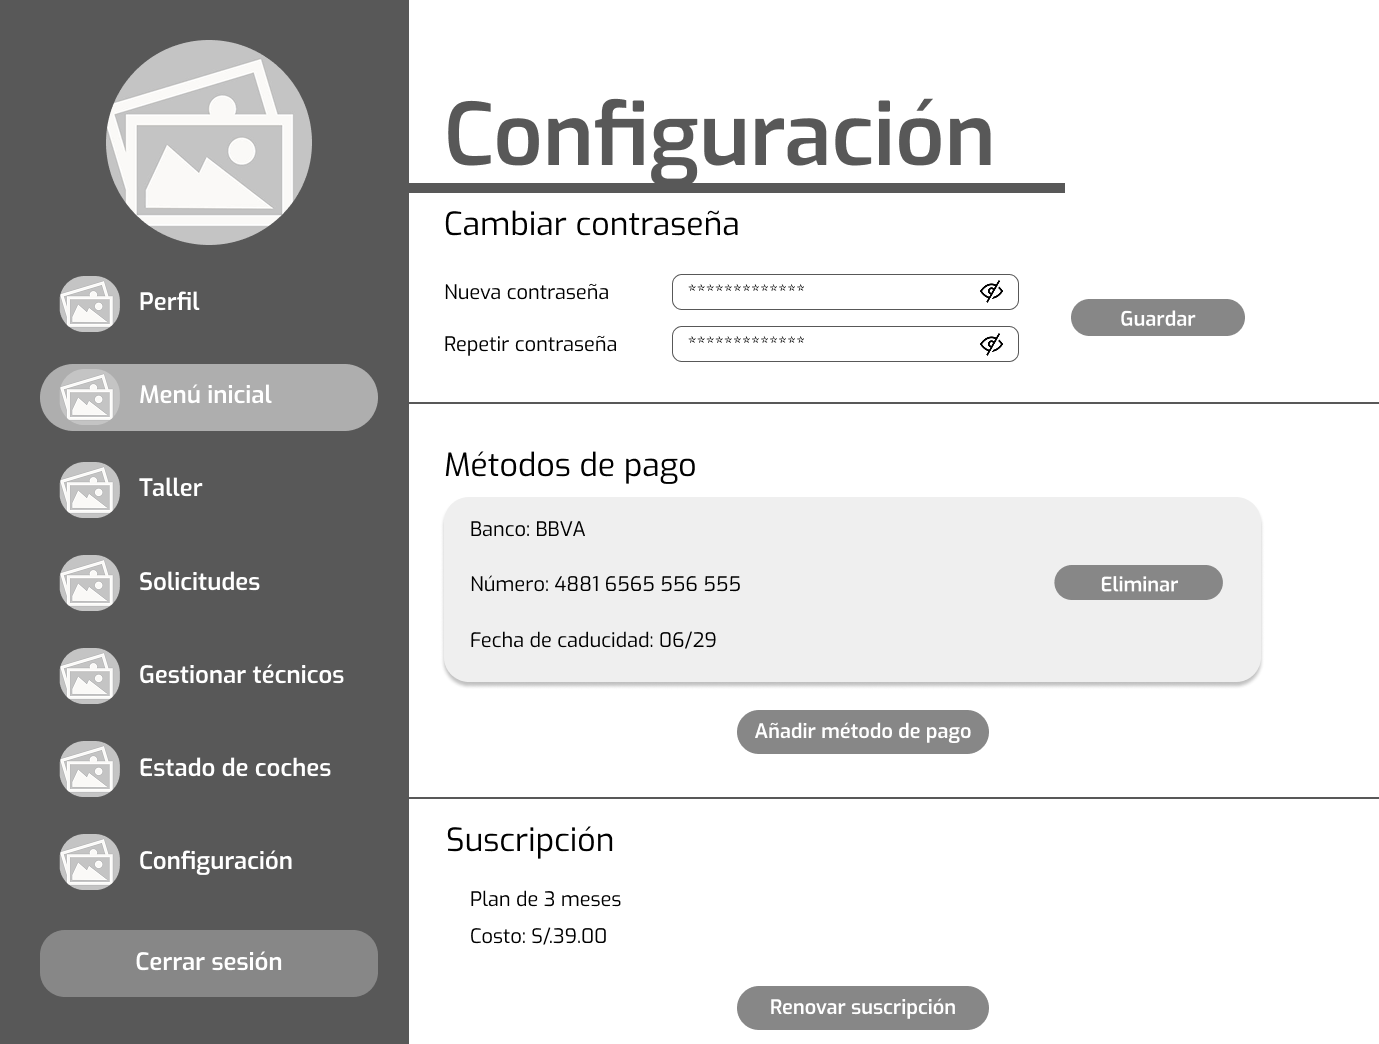 Perfil
Menú inicial
Taller
Solicitudes
Gestionar técnicos
Estado de coches
Configuración
Cerrar sesión
Configuración
Cambiar contraseña
Nueva contraseña *************
Guardar
Repetir contraseña *************
Métodos de pago
Banco: BBVA
Número: 4881 6565 556 555
Eliminar
Fecha de caducidad: 06/29
Añadir método de pago
Suscripción
Plan de 3 meses
Costo: S/.39.00
Renovar suscripción